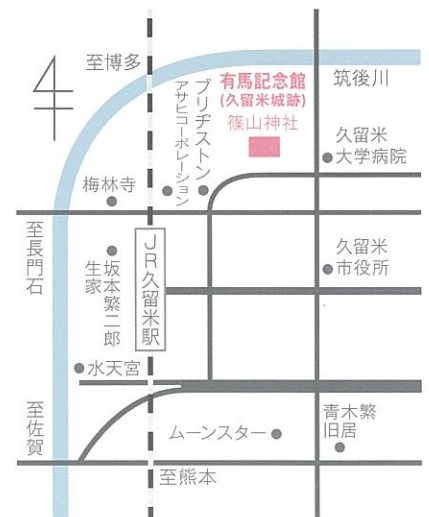 至博多
有馬記念館
(久留米城跡)
篠山神社
筑後川
ブリヂストン
アサヒコーポレーション
久留米
大学病院
梅林寺
至長門石
坂本繁二郎
生家
JR久留米駅
久留米
市役所
水天宮
至佐賀
ムーンスター
青木繁
旧居
至熊本